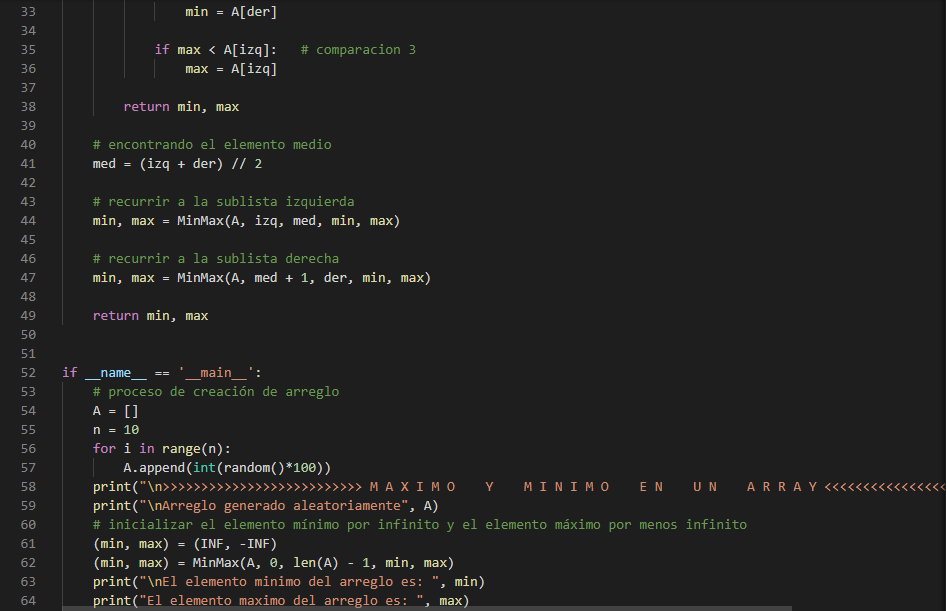 33                 min = A[der]
34
35             if max < A[izq]:   # comparacion 3
36                 max = A[izq]
37
38         return min, max
39
40     # encontrando el elemento medio
41     med = (izq + der) // 2
42
43     # recurrir a la sublista izquierda
44     min, max = MinMax(A, izq, med, min, max)
45
46     # recurrir a la sublista derecha
47     min, max = MinMax(A, med + 1, der, min, max)
48
49     return min, max
50
51
52 if __name__ == '__main__':
53     # proceso de creación de arreglo
54     A = []
55     n = 10
56     for i in range(n):
57         A.append(int(random()*100))
58     print("\n>>>>>>>>>>>>>>>>>>>>>>>>>> M A X I M O   Y   M I N I M O   E N   U N   A R R A Y <<<<<<<<<<<<<<<<
59     print("\nArreglo generado aleatoriamente", A)
60     # inicializar el elemento mínimo por infinito y el elemento máximo por menos infinito
61     (min, max) = (INF, -INF)
62     (min, max) = MinMax(A, 0, len(A) - 1, min, max)
63     print("\nEl elemento minimo del arreglo es: ", min)
64     print("El elemento maximo del arreglo es: ", max)